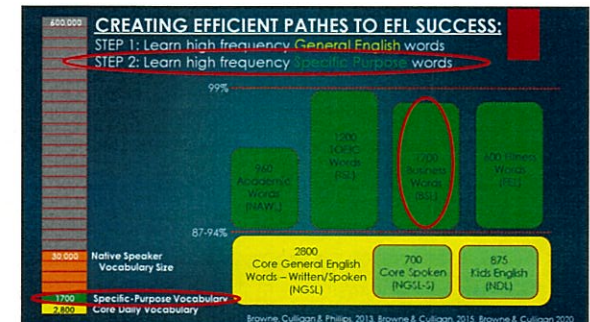 600,000
CREATING EFFICIENT PATHES TO EFL SUCCESS:
STEP 1: Learn high frequency General English words
STEP 2: Learn high frequency Specific Purpose words
99%
960
Academic
Words
(NAWL)
1200
TOEIC
Words
(TSL)
1700
Business
Words
(BSL)
600 Fitness
Words
(FEL)
87-94%
30,000 Native Speaker
Vocabulary Size
2800
Core General English
Words – Written/Spoken
(NGSL)
700
Core Spoken
(NGSL-S)
875
Kids English
(NDL)
1700 Specific-Purpose Vocabulary
2,800 Core Daily Vocabulary
Browne, Culligan & Phillips, 2013, Browne & Culligan, 2015, Browne & Culligan 2020